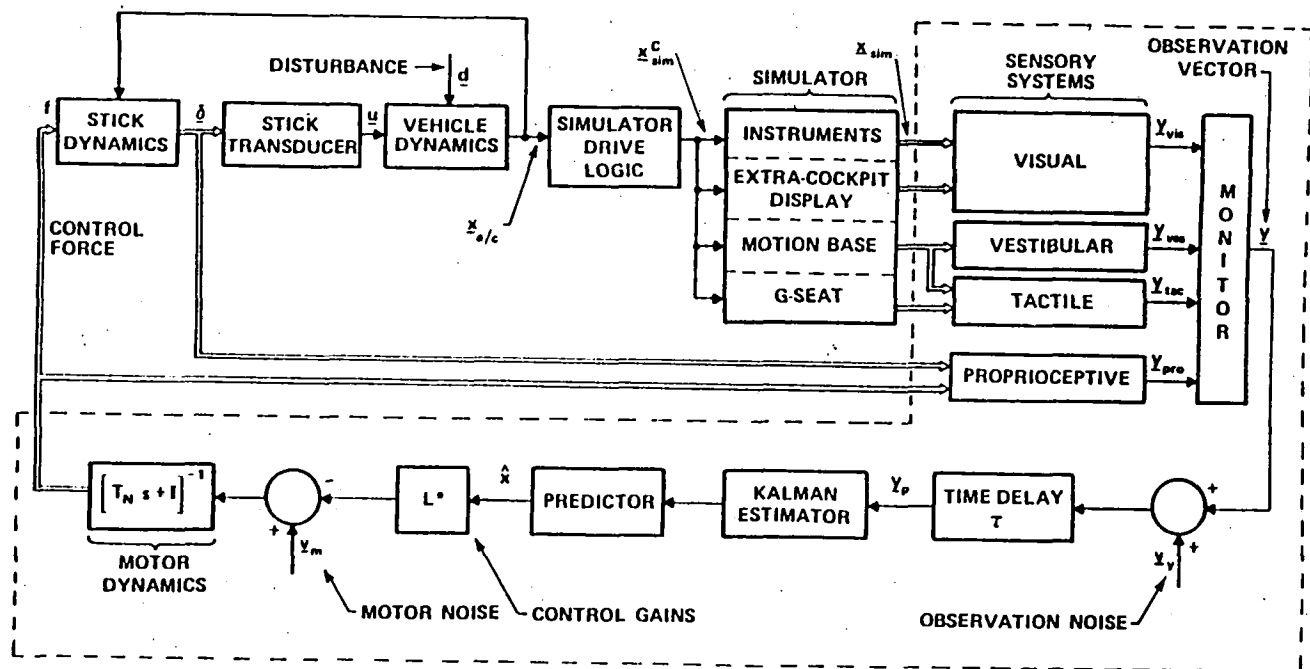 OBSERVATION
VECTOR
DISTURBANCE
d
x^C_sim
x_sim
SIMULATOR
SENSORY
SYSTEMS
f
STICK
DYNAMICS
δ
STICK
TRANSDUCER
u
VEHICLE
DYNAMICS
SIMULATOR
DRIVE
LOGIC
INSTRUMENTS
EXTRA-COCKPIT
DISPLAY
MOTION BASE
G-SEAT
VISUAL
y_vis
MONITOR
y
CONTROL
FORCE
x_a/c
VESTIBULAR
y_ves
TACTILE
y_tac
PROPRIOCEPTIVE
y_pro
[T_N s + I]^-1
-
+
L*
x̂
PREDICTOR
KALMAN
ESTIMATOR
y_p
TIME DELAY
τ
+
+
MOTOR
DYNAMICS
v_m
MOTOR NOISE
CONTROL GAINS
v_y
OBSERVATION
NOISE